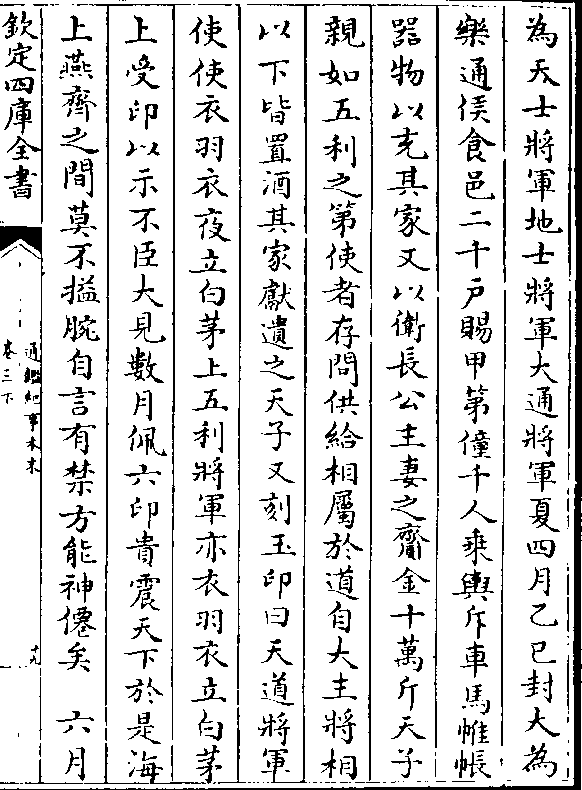 為天士將軍地士將軍大通將軍夏四月乙巳封大為
樂通侯食邑二千戶賜甲第僮千人乘輿斥車馬帷帳
器物以充其家又以衛長公主妻之齎金十萬斤天子
親如五利之第使者存問供給相屬於道自大主將相
以下皆置酒其家獻遺之天子又刻玉印曰天道將軍
使使衣羽衣夜立白茅上五利將軍亦衣羽衣立白茅
上受印以示不臣大見數月佩六印貴震天下於是海
上燕齊之間莫不搤腕自言有禁方能神僊矣　六月
欽定四庫全書
通鑑紀事本末
卷三下
十九